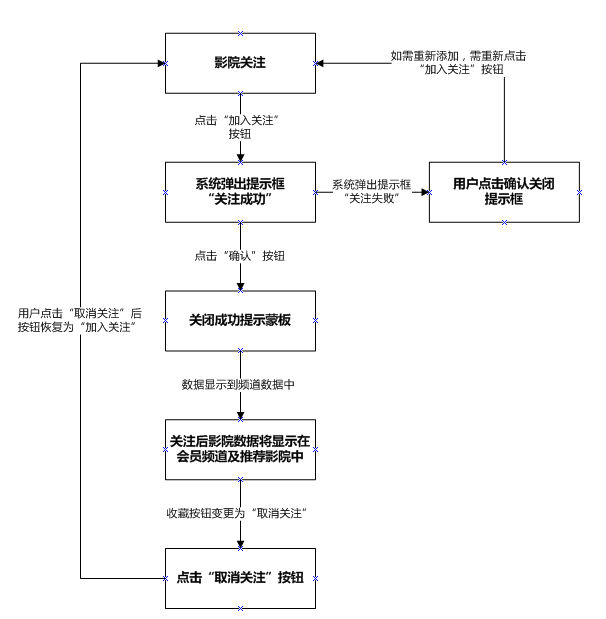 影院关注
如需重新添加，需重新点击
“加入关注”按钮
点击“加入关注”
按钮
系统弹出提示框
“关注成功”
系统弹出提示框
“关注失败”
用户点击确认关闭
提示框
点击“确认”按钮
用户点击“取消关注”后
按钮恢复为“加入关注”
关闭成功提示蒙板
数据显示到频道数据中
关注后影院数据将显示在
会员频道及推荐影院中
收藏按钮变更为“取消关注”
点击“取消关注”按钮